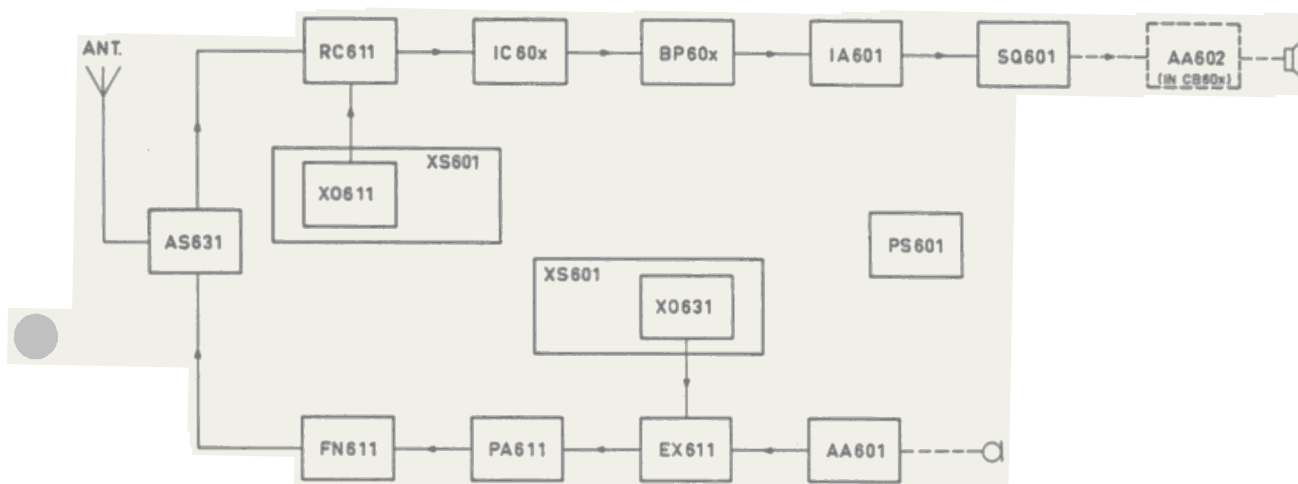 ANT.
RC611
IC60x
BP60x
IA601
SQ601
AA602
(IN CB60x)
XS601
XO611
AS631
PS601
XS601
XO631
FN611
PA611
EX611
AA601